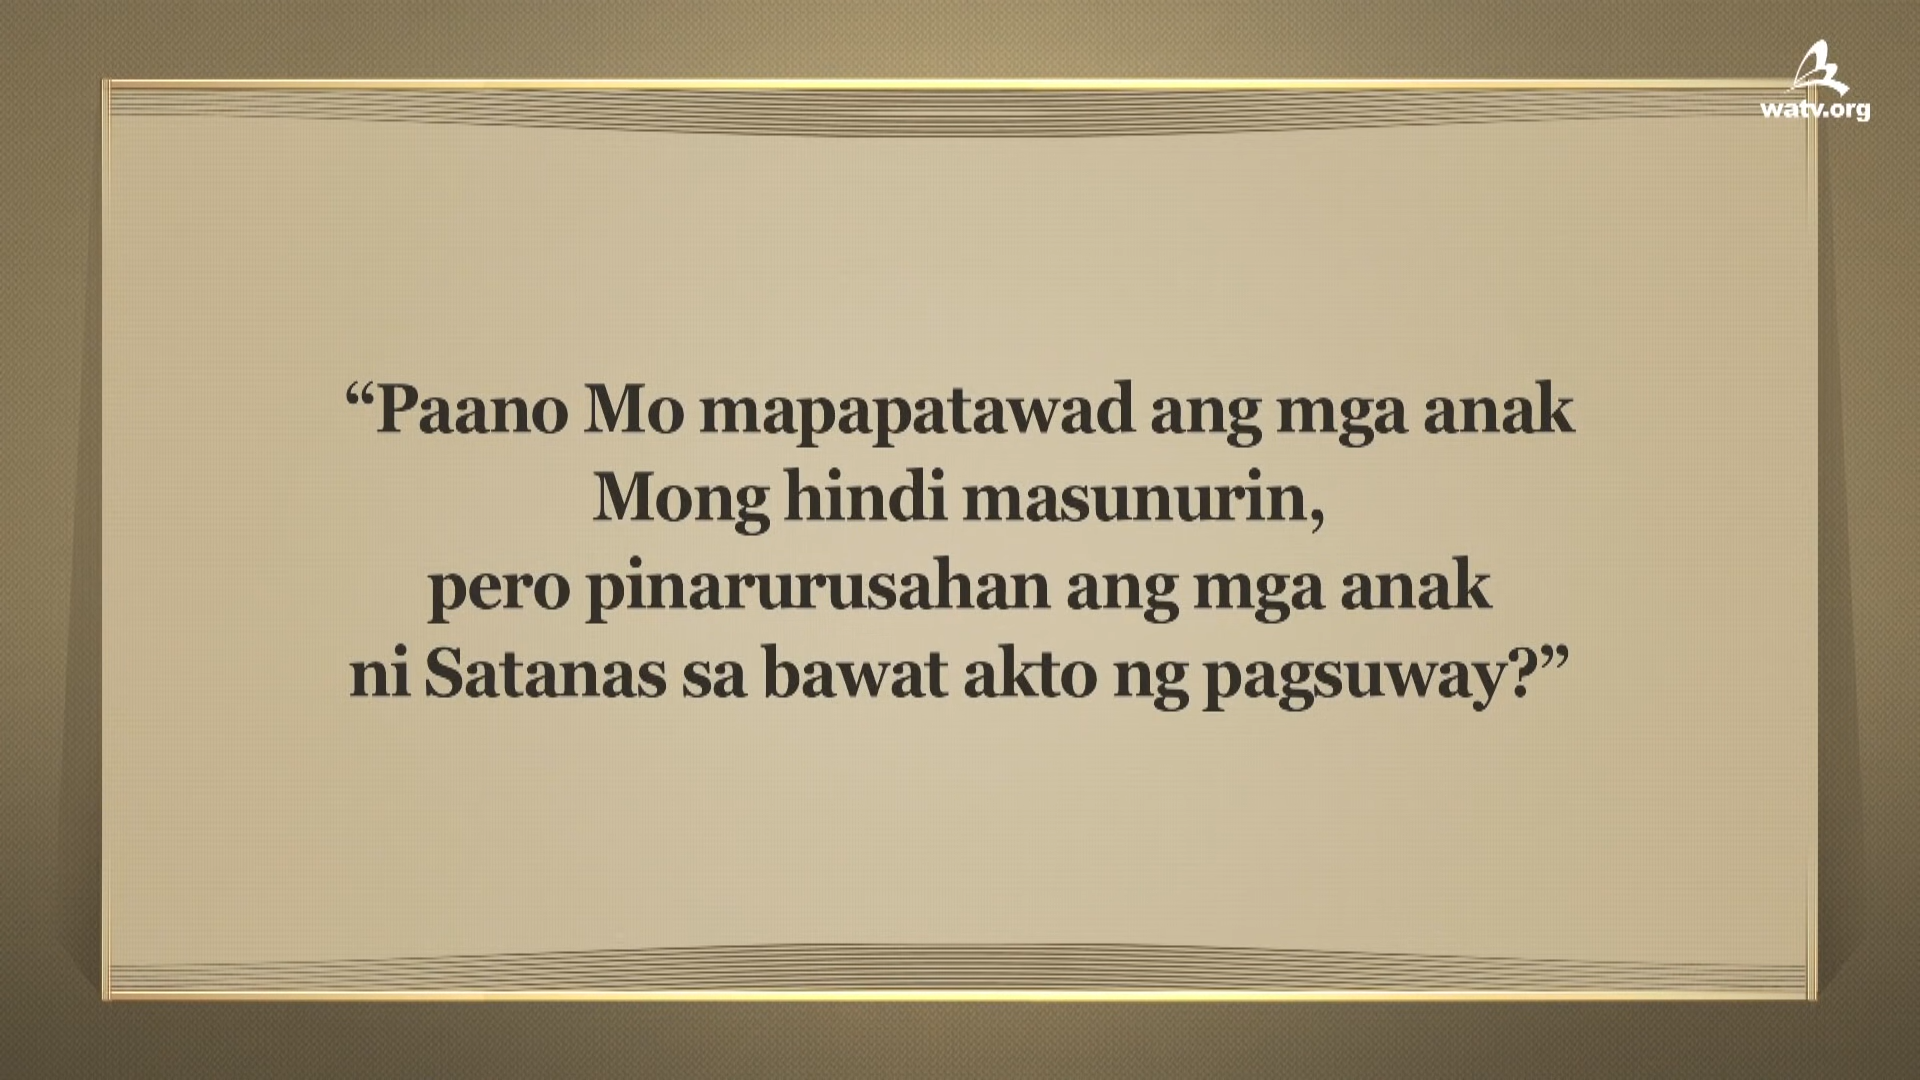 watv.org
“Paano Mo mapapatawad ang mga anak
Mong hindi masunurin,
pero pinarurusahan ang mga anak
ni Satanas sa bawat akto ng pagsuway?”